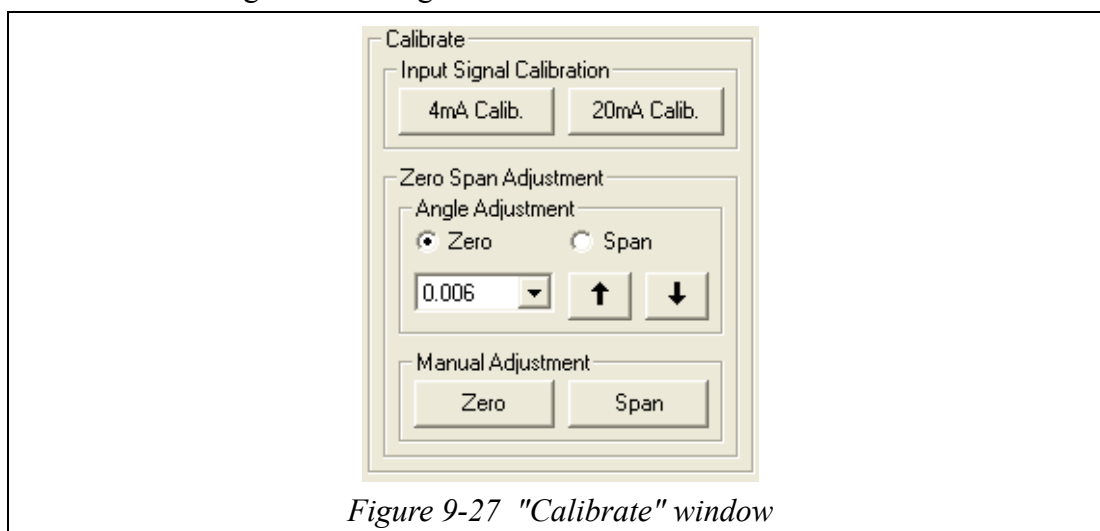 Calibrate
Input Signal Calibration
4mA Calib. 20mA Calib.
Zero Span Adjustment
Angle Adjustment
Zero Span
0.006
Manual Adjustment
Zero Span
Figure 9-27 "Calibrate" window